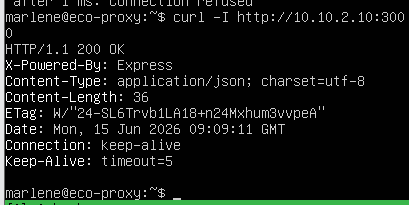 after 1 ms: Connection refused
marlene@eco-proxy:~$ curl -I http://10.10.2.10:300
0
HTTP/1.1 200 OK
X-Powered-By: Express
Content-Type: application/json; charset=utf-8
Content-Length: 36
ETag: W/"24-SL6Trvb1LA18+n24Mxhum3vvpeA"
Date: Mon, 15 Jun 2026 09:09:11 GMT
Connection: keep-alive
Keep-Alive: timeout=5
marlene@eco-proxy:~$